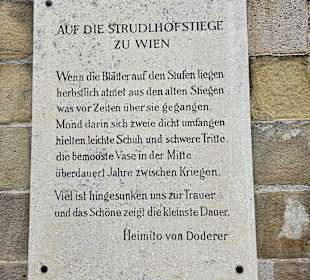 AUF DIE STRUDLHOFSTIEGE
ZU WIEN
Wenn die Blätter auf den Stufen liegen
herbstlich atmet aus den alten Stiegen
was vor Zeiten über sie gegangen.
Mond darin sich zweie dicht umfangen
hielten, leichte Schuh und schwere Tritte,
die bemooste Vase in der Mitte
überdauert Jahre zwischen Kriegen.
Viel ist hingesunken uns zur Trauer
und das Schöne zeigt die kleinste Dauer.
Heimito von Doderer